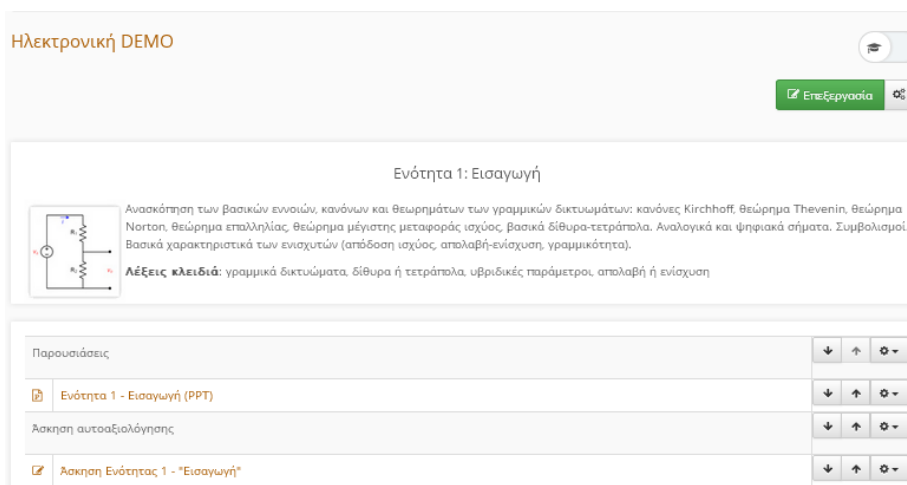 Ηλεκτρονική DEMO
Επεξεργασία
Ενότητα 1: Εισαγωγή
Ανασκόπηση των βασικών εννοιών, κανόνων και θεωρημάτων των γραμμικών δικτυωμάτων: κανόνες Kirchhoff, θεώρημα Thevenin, θεώρημα
Norton, θεώρημα επαλληλίας, θεώρημα μέγιστης μεταφοράς ισχύος, βασικά δίθυρα-τετράπολα. Αναλογικά και ψηφιακά σήματα. Συμβολισμοί.
Βασικά χαρακτηριστικά των ενισχυτών (απόδοση ισχύος, απολαβή-ενίσχυση, γραμμικότητα).
Λέξεις κλειδιά: γραμμικά δικτυώματα, δίθυρα ή τετράπολα, υβριδικές παράμετροι, απολαβή ή ενίσχυση
Παρουσιάσεις
Ενότητα 1 - Εισαγωγή (PPT)
Άσκηση αυτοαξιολόγησης
Άσκηση Ενότητας 1 - "Εισαγωγή"